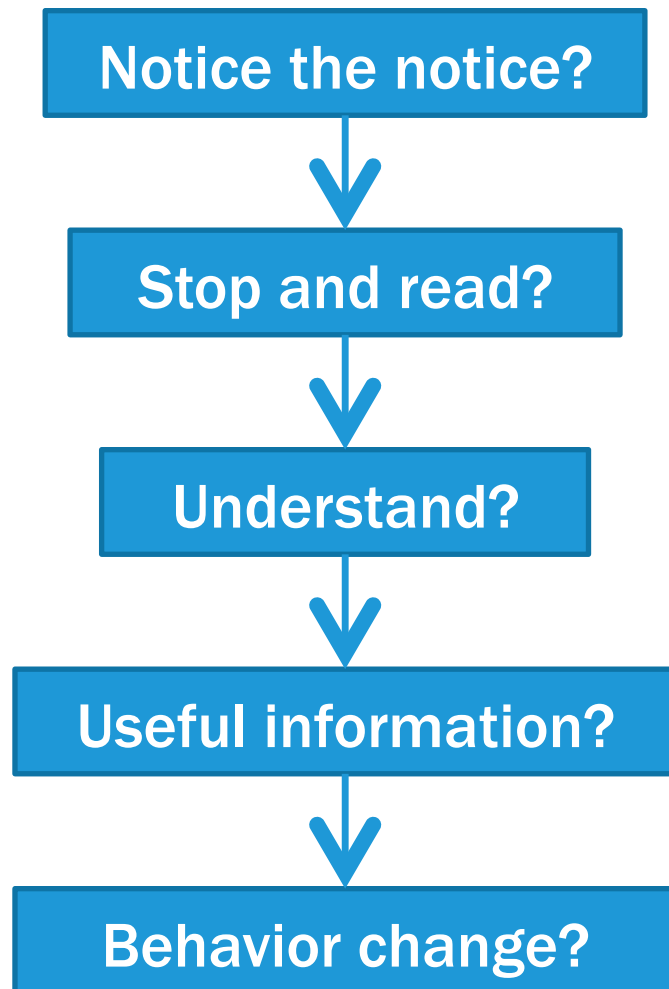 Notice the notice?
Stop and read?
Understand?
Useful information?
Behavior change?